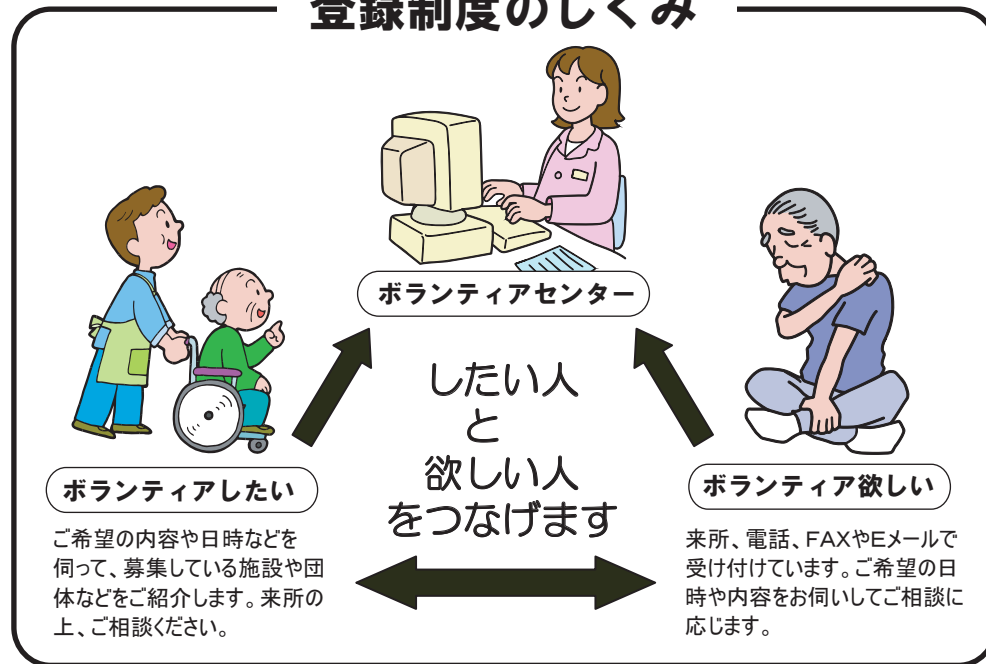 登録制度のしくみ
ボランティアセンター
したい人
と
欲しい人
をつなげます
ボランティアしたい
ご希望の内容や日時などを
伺って、募集している施設や団
体などをご紹介します。来所の
上、ご相談ください。
ボランティア欲しい
来所、電話、FAXやEメールで
受け付けています。ご希望の日
時や内容をお伺いしてご相談に
応じます。